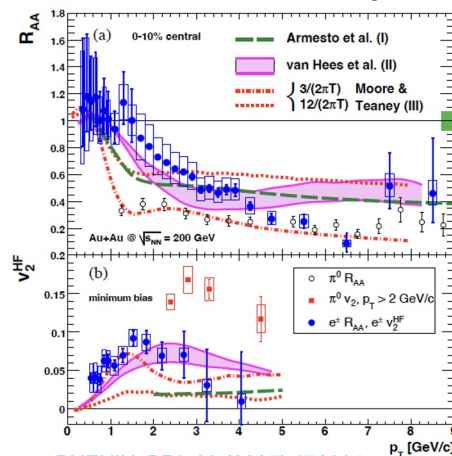 R_AA
1.8
1.6
1.4
1.2
1
0.8
0.6
0.4
0.2
(a)
0-10% central
Armesto et al. (I)
van Hees et al. (II)
3/(2πT) Moore &
12/(2πT) Teaney (III)
Au+Au @ √s_NN = 200 GeV
v_2^HF
0.2
0.15
0.1
0.05
0
(b)
minimum bias
π⁰ R_AA
π⁰ v₂, p_T > 2 GeV/c
e± R_AA, e± v_2^HF
0 1 2 3 4 5 6 7 8 9
p_T [GeV/c]